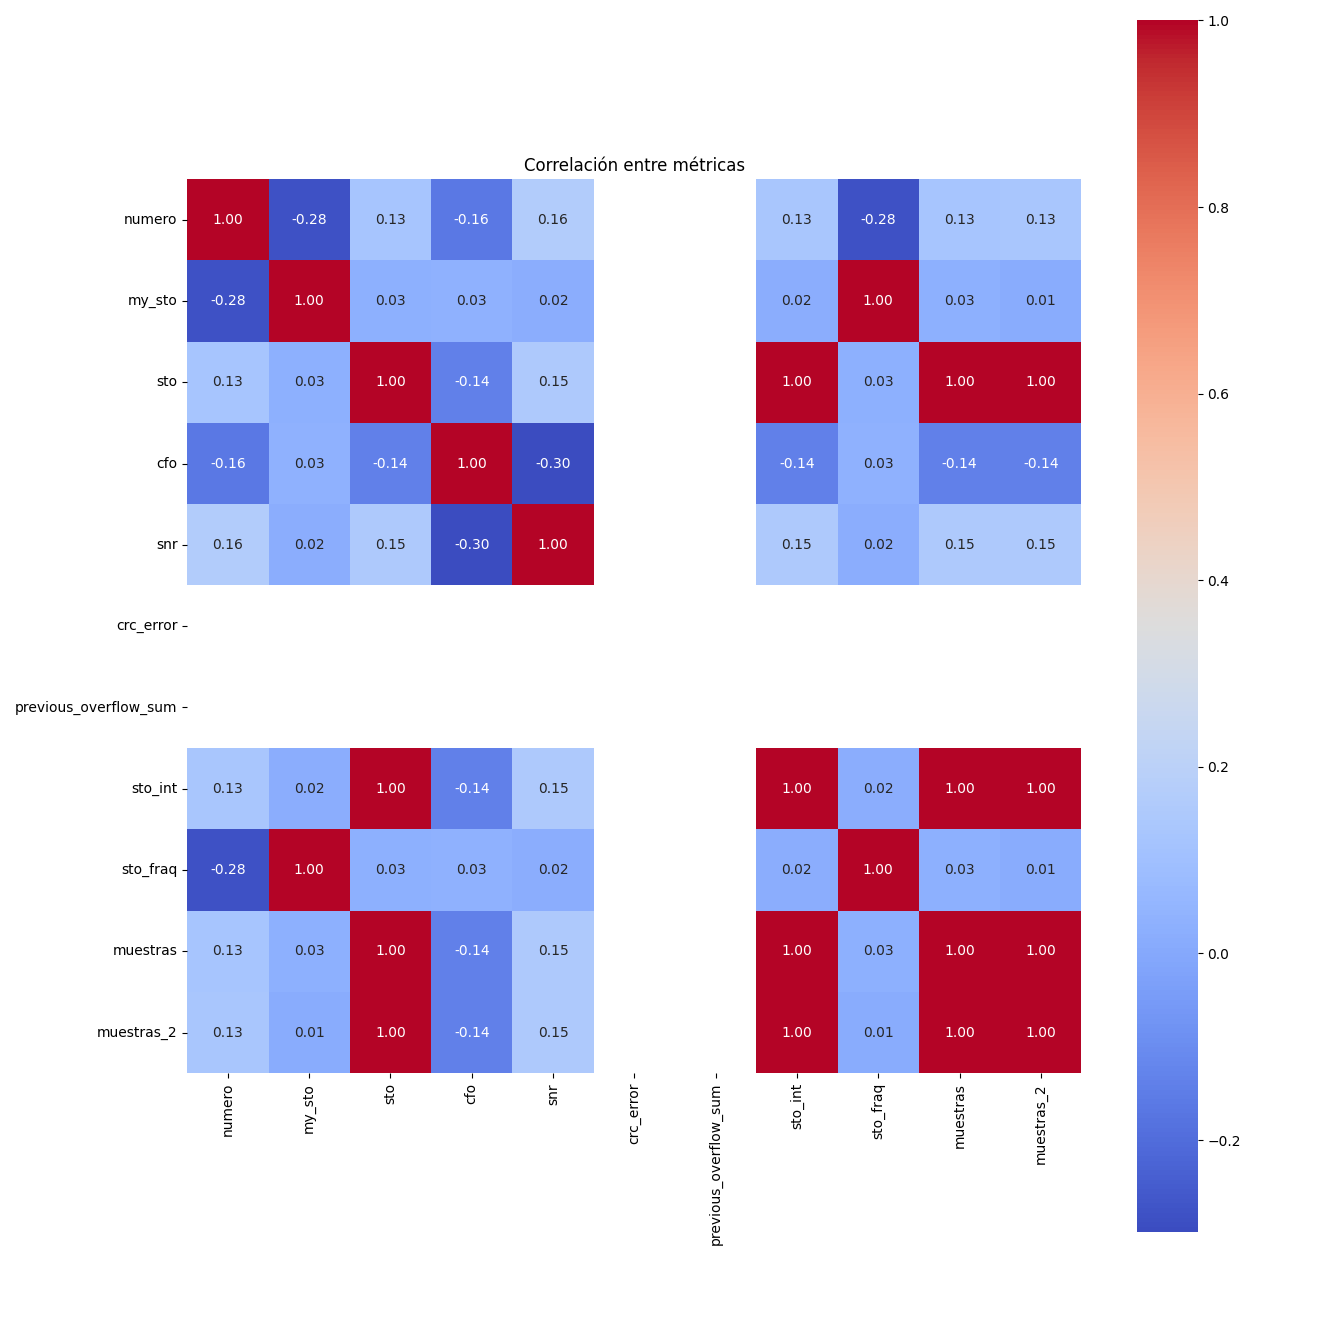 Correlación entre métricas
numero 1.00 -0.28 0.13 -0.16 0.16 0.13 -0.28 0.13 0.13
my_sto -0.28 1.00 0.03 0.03 0.02 0.02 1.00 0.03 0.01
sto 0.13 0.03 1.00 -0.14 0.15 1.00 0.03 1.00 1.00
cfo -0.16 0.03 -0.14 1.00 -0.30 -0.14 0.03 -0.14 -0.14
snr 0.16 0.02 0.15 -0.30 1.00 0.15 0.02 0.15 0.15
crc_error
previous_overflow_sum
sto_int 0.13 0.02 1.00 -0.14 0.15 1.00 0.02 1.00 1.00
sto_fraq -0.28 1.00 0.03 0.03 0.02 0.02 1.00 0.03 0.01
muestras 0.13 0.03 1.00 -0.14 0.15 1.00 0.03 1.00 1.00
muestras_2 0.13 0.01 1.00 -0.14 0.15 1.00 0.01 1.00 1.00
numero
my_sto
sto
cfo
snr
crc_error
previous_overflow_sum
sto_int
sto_fraq
muestras
muestras_2
1.0
0.8
0.6
0.4
0.2
0.0
−0.2